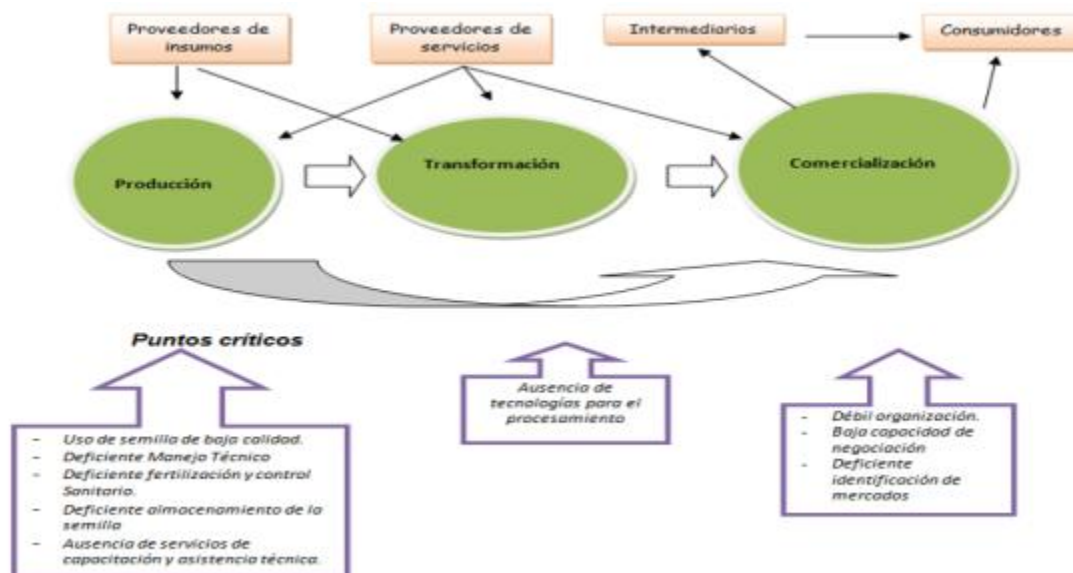 Proveedores de
insumos
Proveedores de
servicios
Intermediarios
Consumidores
Producción
Transformación
Comercialización
Puntos críticos
- Uso de semilla de baja calidad.
- Deficiente Manejo Técnico
- Deficiente fertilización y control
Sanitario.
- Deficiente almacenamiento de la
semilla
- Ausencia de servicios de
capacitación y asistencia técnica.
Ausencia de
tecnologías para el
procesamiento
- Débil organización.
- Baja capacidad de
negociación
- Deficiente
identificación de
mercados